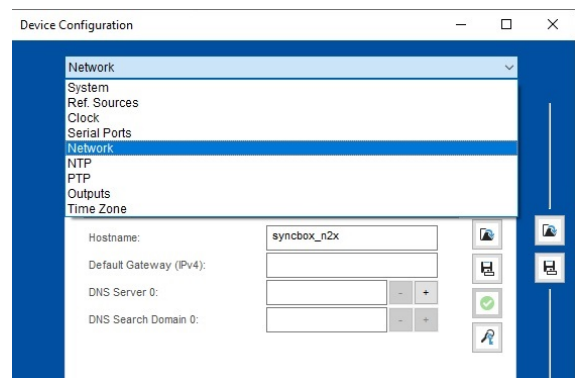 Device Configuration
Network
System
Ref. Sources
Clock
Serial Ports
Network
NTP
PTP
Outputs
Time Zone
Hostname: syncbox_n2x
Default Gateway (IPv4):
DNS Server 0: - +
DNS Search Domain 0: - +